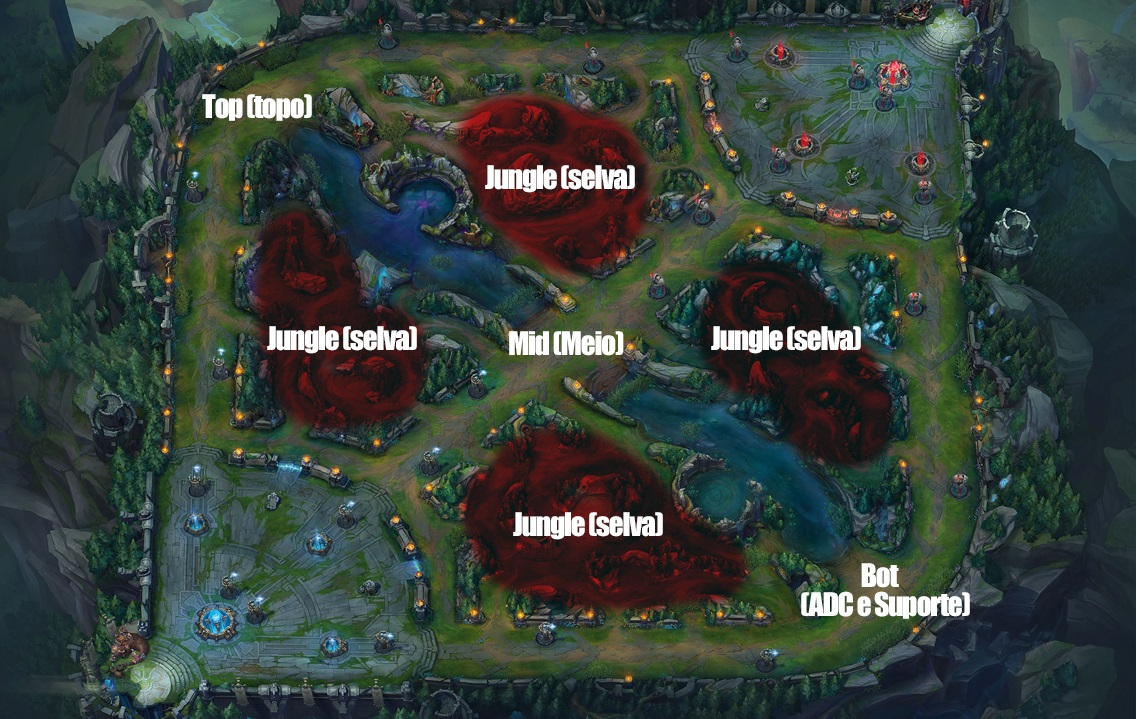 Top (topo)
Jungle (selva)
Jungle (selva)
Mid (Meio)
Jungle (selva)
Jungle (selva)
Bot
(ADC e Suporte)